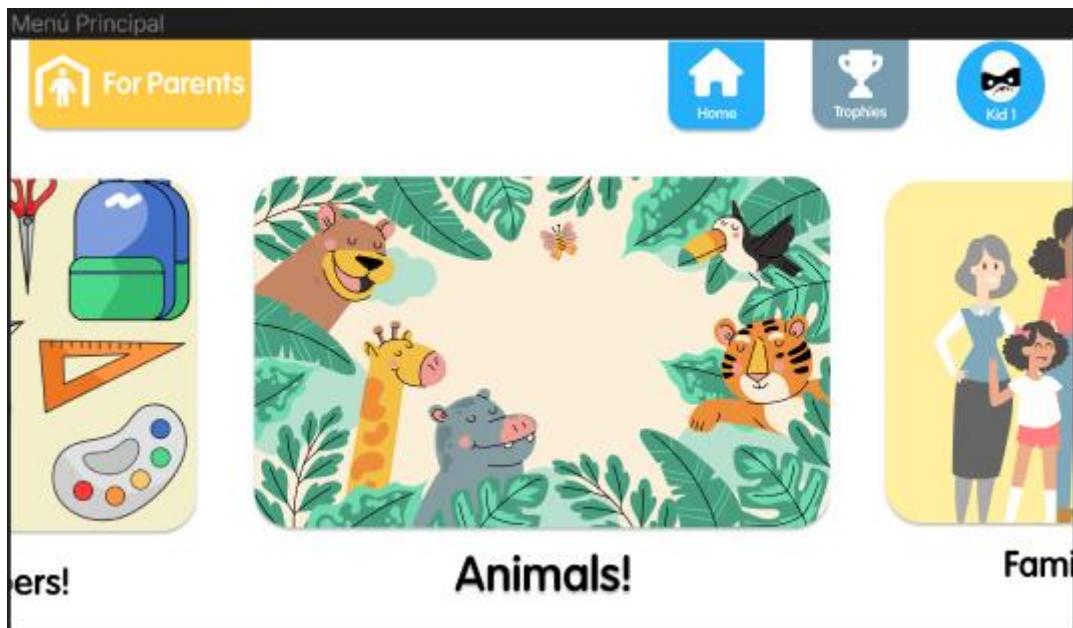 Menú Principal
For Parents
Home
Trophies
Kid 1
ers!
Animals!
Fami